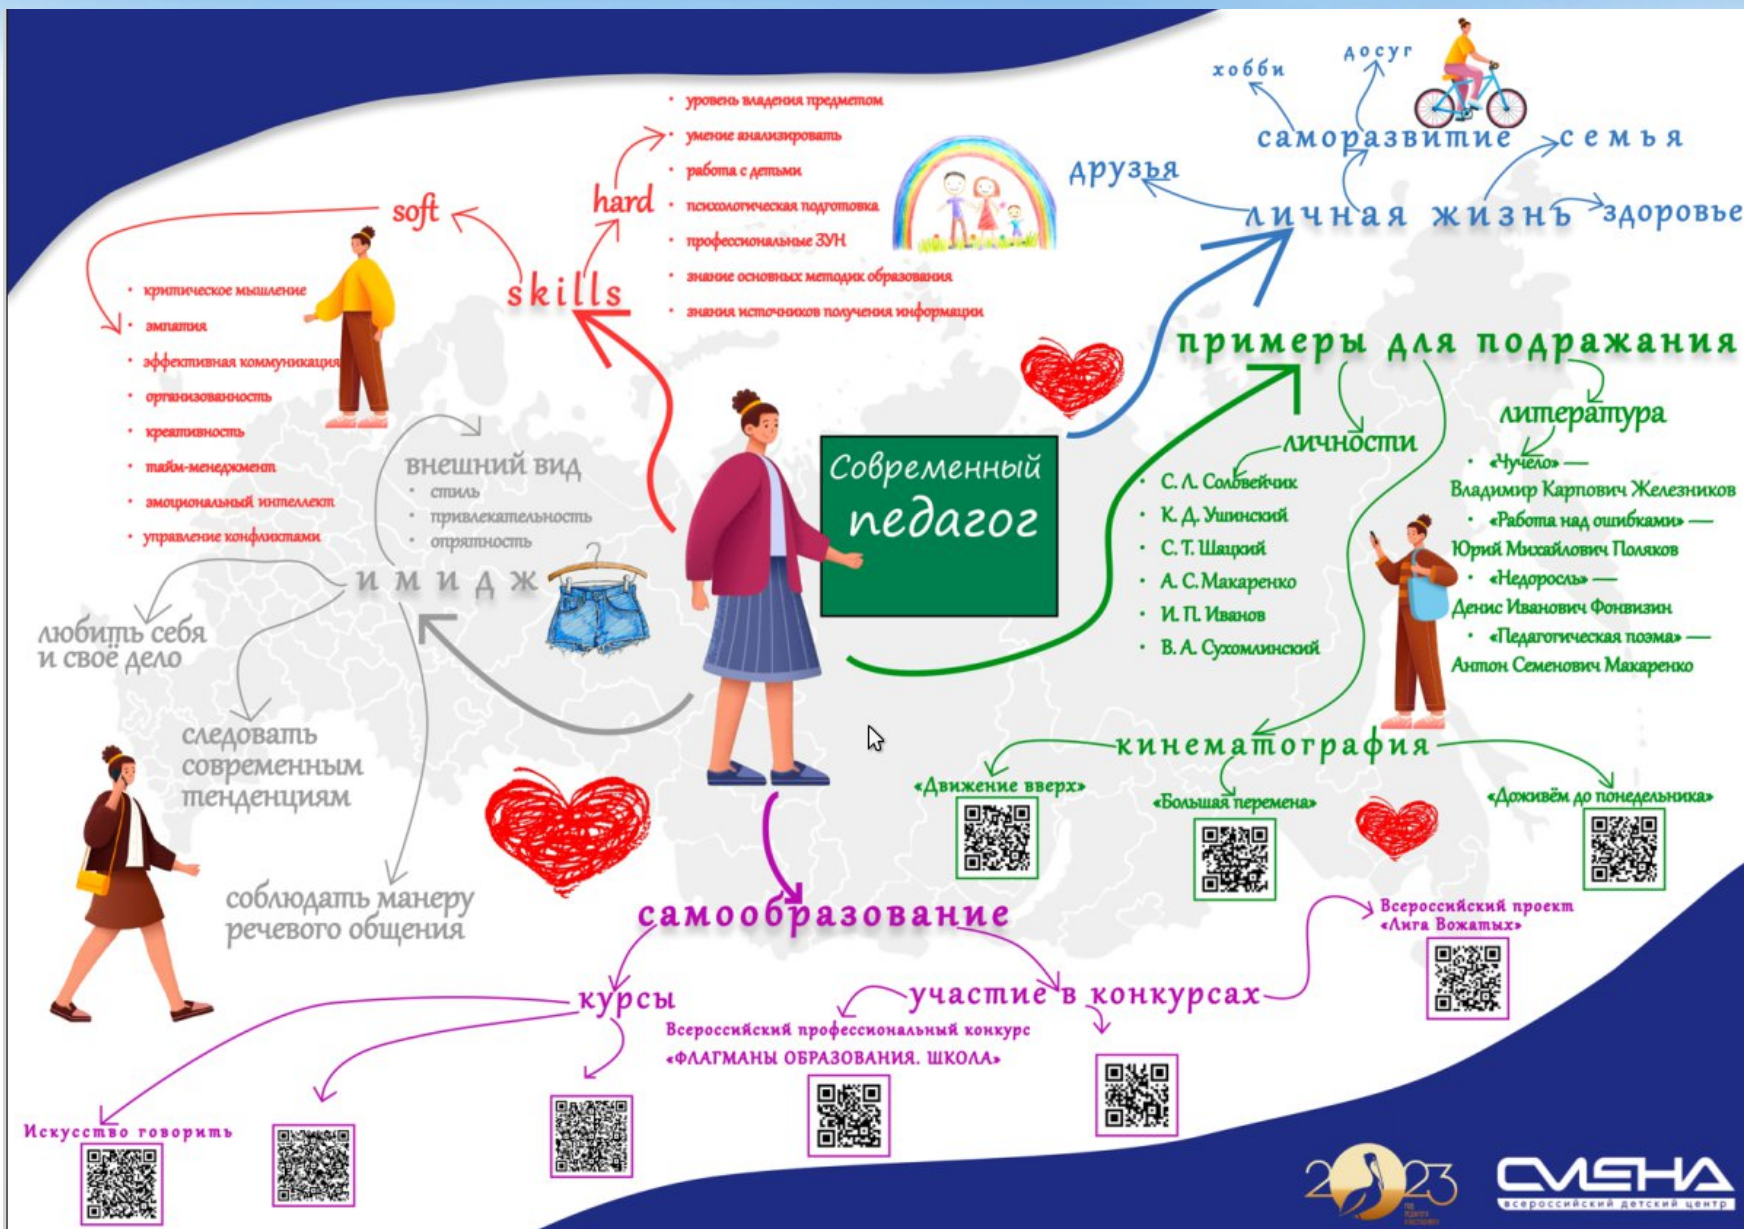 хобби
досуг
саморазвитие
семья
друзья
личная жизнь
здоровье
skills
soft
• критическое мышление
• эмпатия
• эффективная коммуникация
• организованность
• креативность
• тайм-менеджмент
• эмоциональный интеллект
• управление конфликтами
hard
• уровень владения предметом
• умение анализировать
• работа с детьми
• психологическая подготовка
• профессиональные ЗУН
• знание основных методик образования
• знания источников получения информации
Современный
педагог
примеры для подражания
личности
• С. Л. Соловейчик
• К. Д. Ушинский
• С. Т. Шацкий
• А. С. Макаренко
• И. П. Иванов
• В. А. Сухомлинский
литература
• «Чучело» —
Владимир Карпович Железников
• «Работа над ошибками» —
Юрий Михайлович Поляков
• «Недоросль» —
Денис Иванович Фонвизин
• «Педагогическая поэма» —
Антон Семенович Макаренко
кинематография
«Движение вверх»
«Большая перемена»
«Доживём до понедельника»
имидж
внешний вид
• стиль
• привлекательность
• опрятность
любить себя
и своё дело
следовать
современным
тенденциям
соблюдать манеру
речевого общения
самообразование
курсы
Искусство говорить
участие в конкурсах
Всероссийский профессиональный конкурс
«ФЛАГМАНЫ ОБРАЗОВАНИЯ. ШКОЛА»
Всероссийский проект
«Лига Вожатых»
2023
СМЕНА
всероссийский детский центр